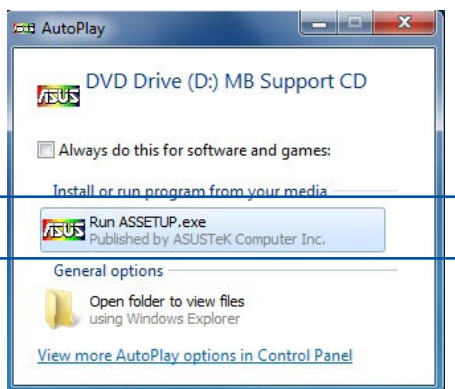 AutoPlay
DVD Drive (D:) MB Support CD
ASUS
Always do this for software and games:
Install or run program from your media
ASUS
Run ASSETUP.exe
Published by ASUSTeK Computer Inc.
General options
Open folder to view files
using Windows Explorer
View more AutoPlay options in Control Panel